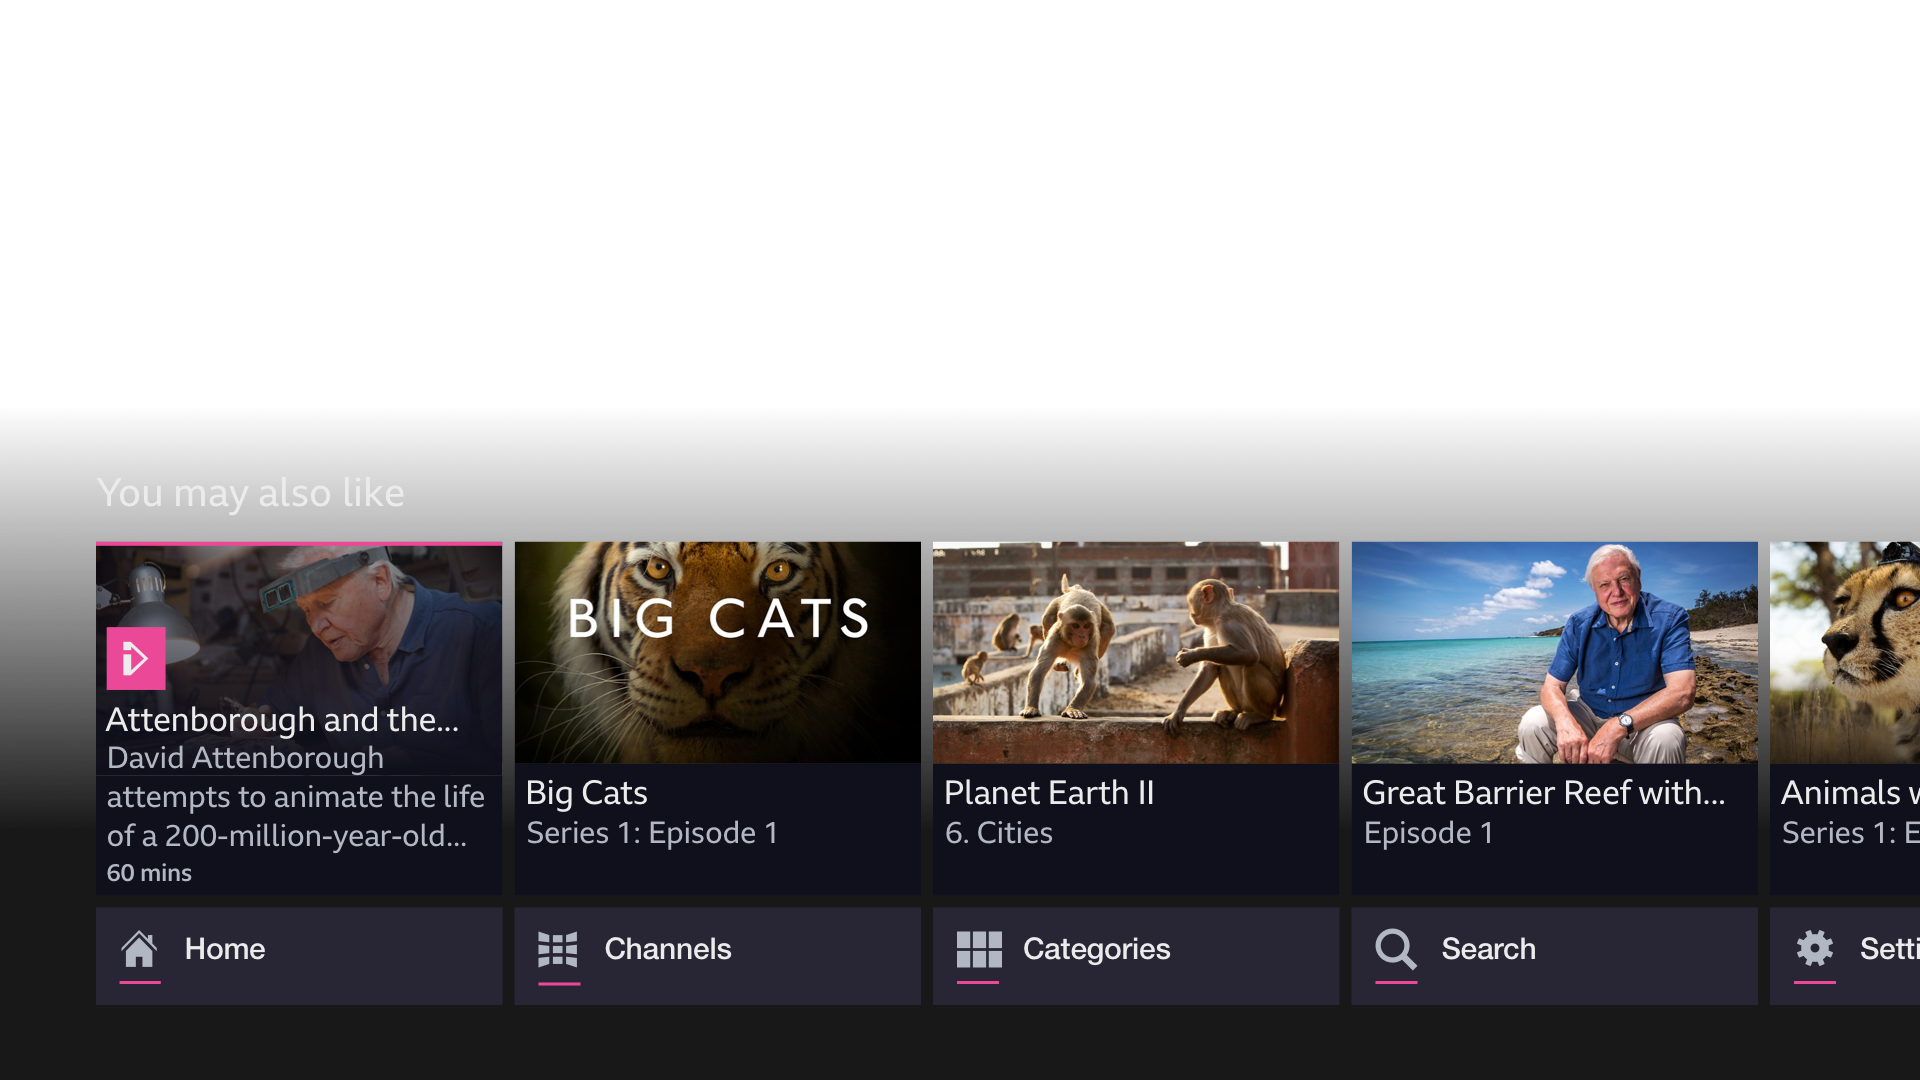 You may also like
BIG CATS
Attenborough and the...
David Attenborough
attempts to animate the life
of a 200-million-year-old...
60 mins
Big Cats
Series 1: Episode 1
Planet Earth II
6. Cities
Great Barrier Reef with...
Episode 1
Animals
Series 1:
Home
Channels
Categories
Search